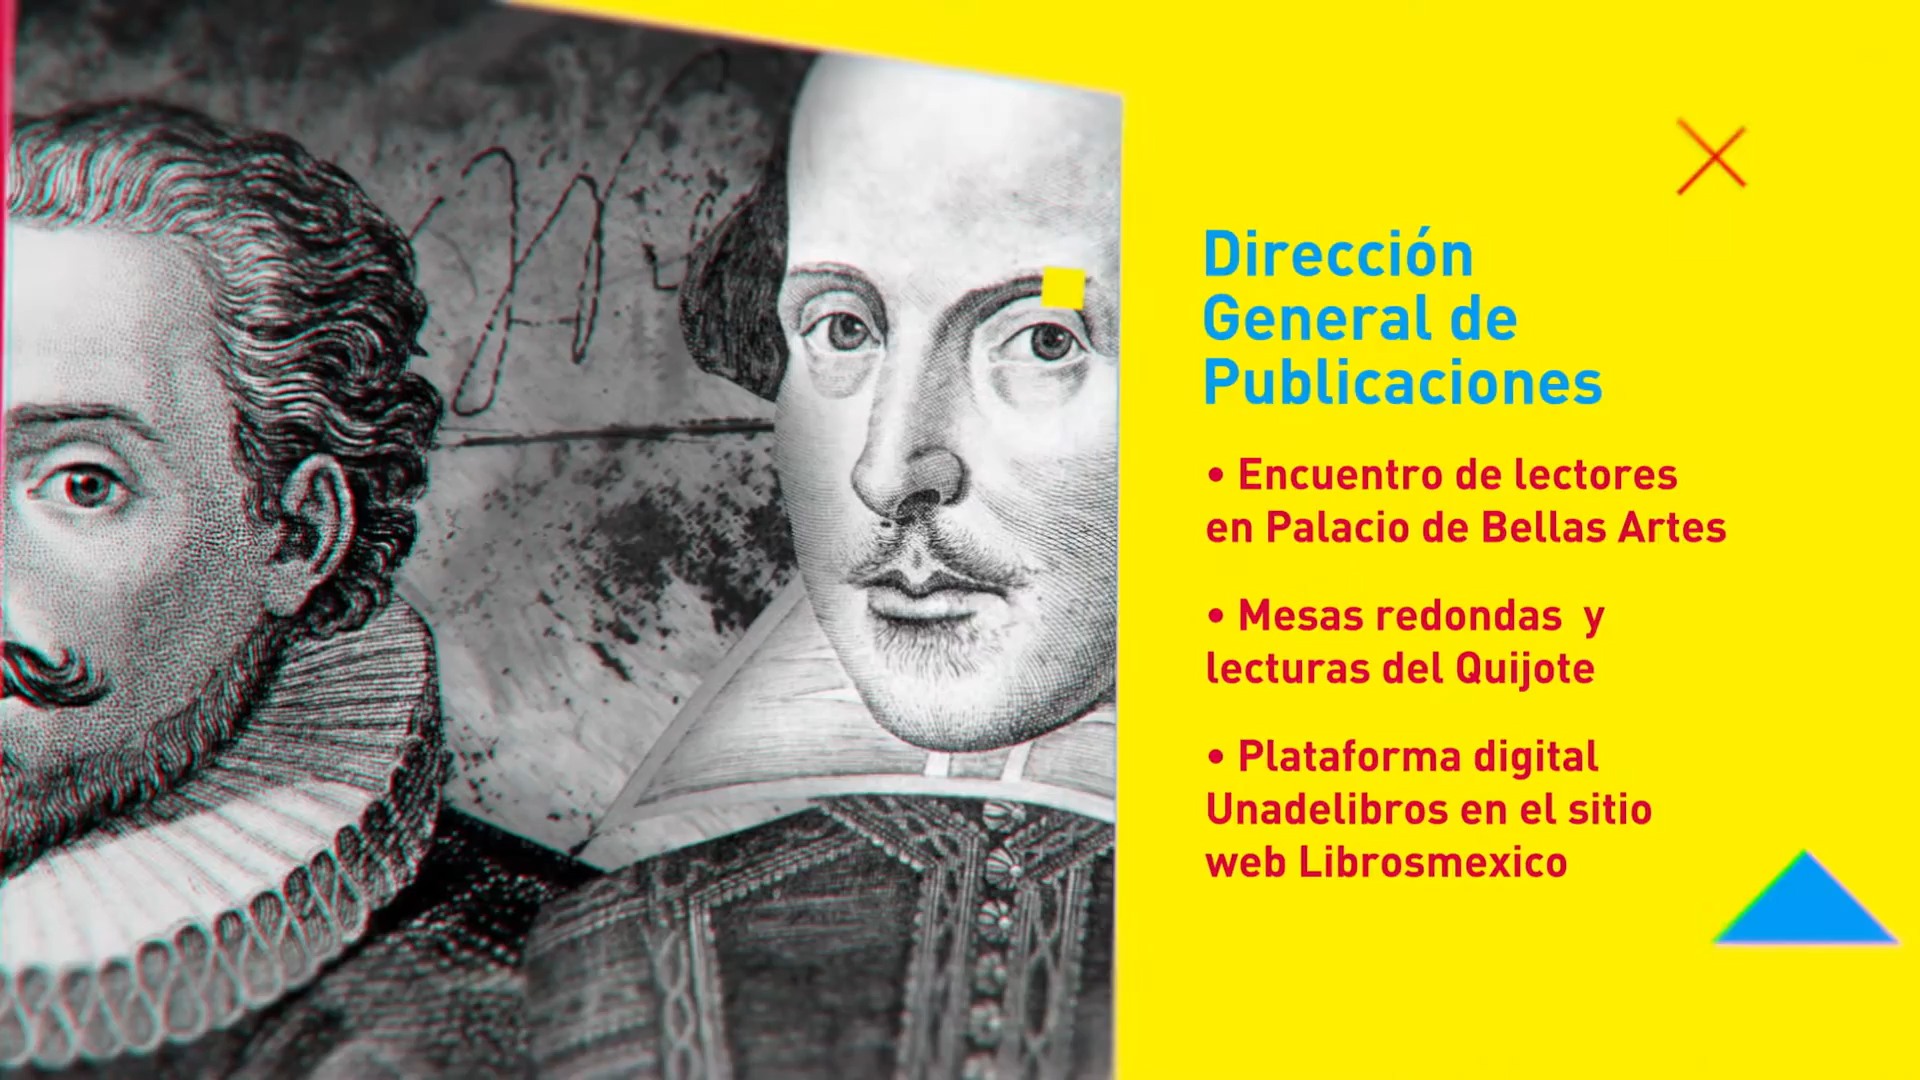 Dirección
General de
Publicaciones
• Encuentro de lectores
en Palacio de Bellas Artes
• Mesas redondas y
lecturas del Quijote
• Plataforma digital
Unadelibros en el sitio
web Librosmexico